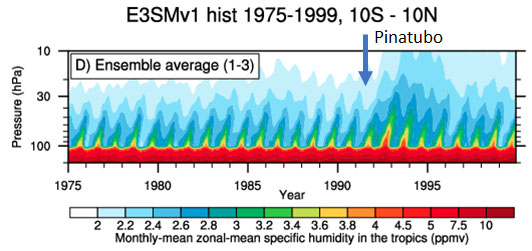 E3SMv1 hist 1975-1999, 10S - 10N
Pinatubo
D) Ensemble average (1-3)
Pressure (hPa)
10
30
100
1975 1980 1985 1990 1995
Year
2 2.2 2.4 2.6 2.8 3 3.2 3.4 3.6 3.8 4 4.5 5 7.5 10
Monthly-mean zonal-mean specific humidity in the tropics (ppmv)